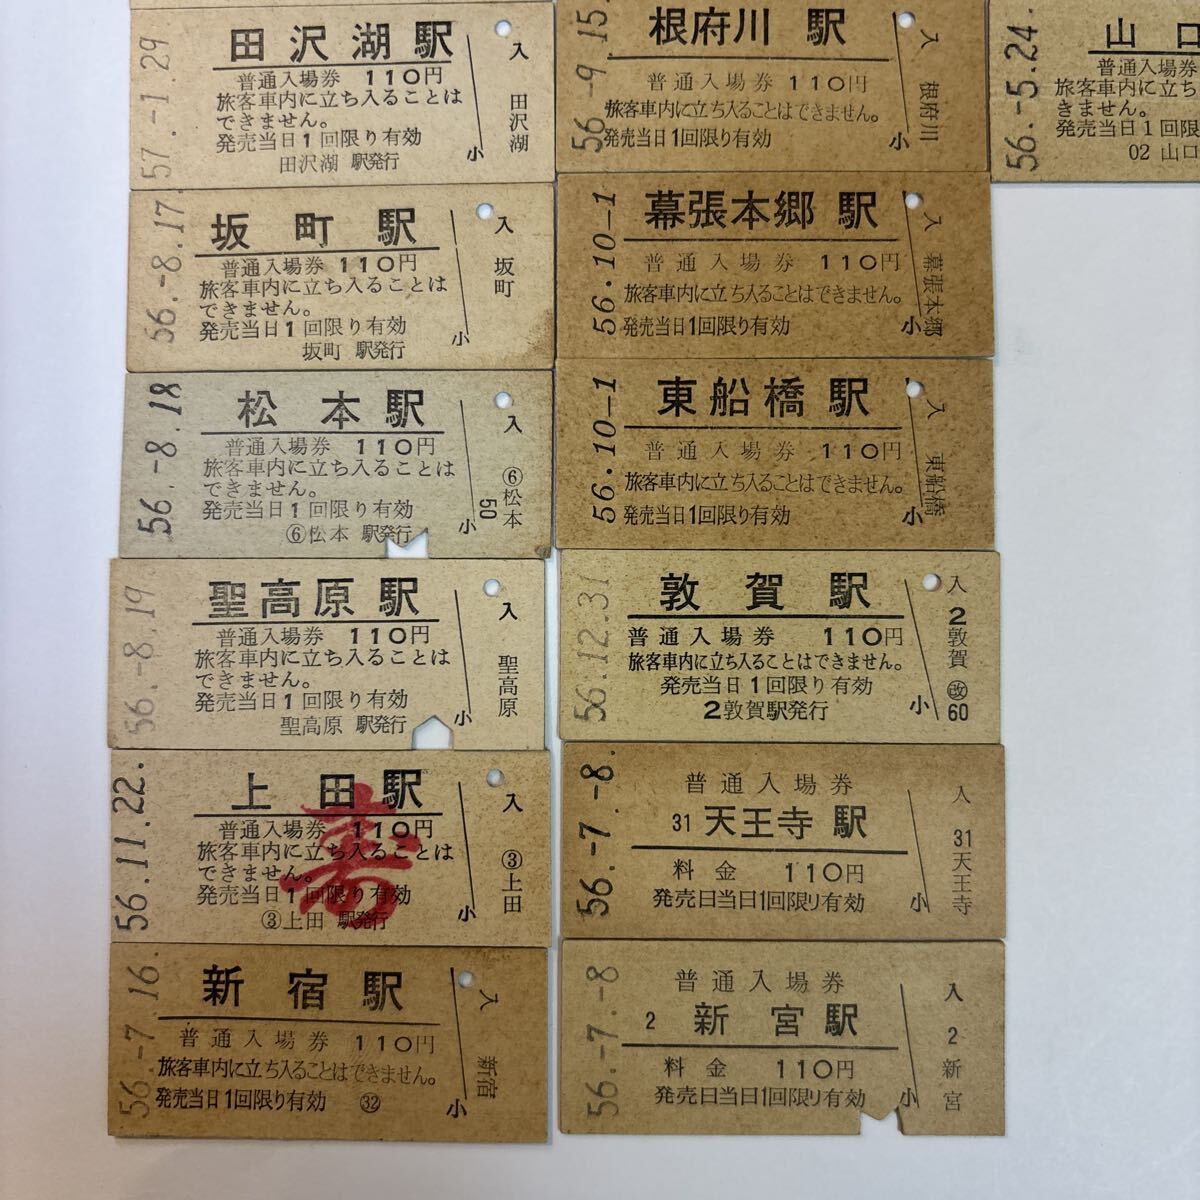 57.-1.29
田沢湖駅
普通入場券 110円
旅客車内に立ち入ることは
できません。
発売当日1回限り有効
田沢湖 駅発行
小
入
田沢湖
56.-8.17.
坂町駅
普通入場券 110円
旅客車内に立ち入ることは
できません。
発売当日1回限り有効
坂町 駅発行
小
入
坂町
56.-8.18
松本駅
普通入場券 110円
旅客車内に立ち入ることは
できません。
発売当日1回限り有効
⑥松本 駅発行
小
入
⑥松本
50
56.-8.19
聖高原駅
普通入場券 110円
旅客車内に立ち入ることは
できません。
発売当日1回限り有効
聖高原 駅発行
小
入
聖高原
56.11.22.
上田駅
普通入場券 110円
旅客車内に立ち入ることは
できません。
発売当日1回限り有効
③上田 駅発行
小
入
③上田
56.-7.16.
新宿駅
普通入場券 110円
旅客車内に立ち入ることはできません。
発売当日1回限り有効 ㉜
小
入
新宿
56.-9.15.
根府川駅
普通入場券 110円
旅客車内に立ち入ることはできません。
発売当日1回限り有効
小
入
根府川
56.10.-1
幕張本郷駅
普通入場券 110円
旅客車内に立ち入ることはできません。
発売当日1回限り有効
小
入
幕張本郷
56.10.-1
東船橋駅
普通入場券 110円
旅客車内に立ち入ることはできません。
発売当日1回限り有効
小
入
東船橋
56.12.31
敦賀駅
普通入場券 110円
旅客車内に立ち入ることはできません。
発売当日1回限り有効
2敦賀駅発行
小
入
2敦賀
改
60
56.-7.-8.
普通入場券
31 天王寺駅
料金 110円
発売日当日1回限り有効
小
入
31天王寺
56.-7.-8
普通入場券
2 新宮駅
料金 110円
発売日当日1回限り有効
小
入
2新宮
56.-5.24.
山口
普通入場券
旅客車内に立ち
きません。
発売当日1回限
02 山口